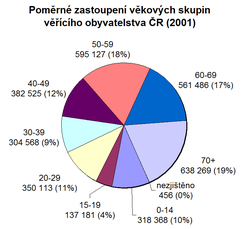 Poměrné zastoupení věkových skupin
věřícího obyvatelstva ČR (2001)
50-59
595 127 (18%)
60-69
561 486 (17%)
40-49
382 525 (12%)
30-39
304 568 (9%)
70+
638 269 (19%)
20-29
350 113 (11%)
nezjištěno
456 (0%)
15-19
137 181 (4%)
0-14
318 368 (10%)